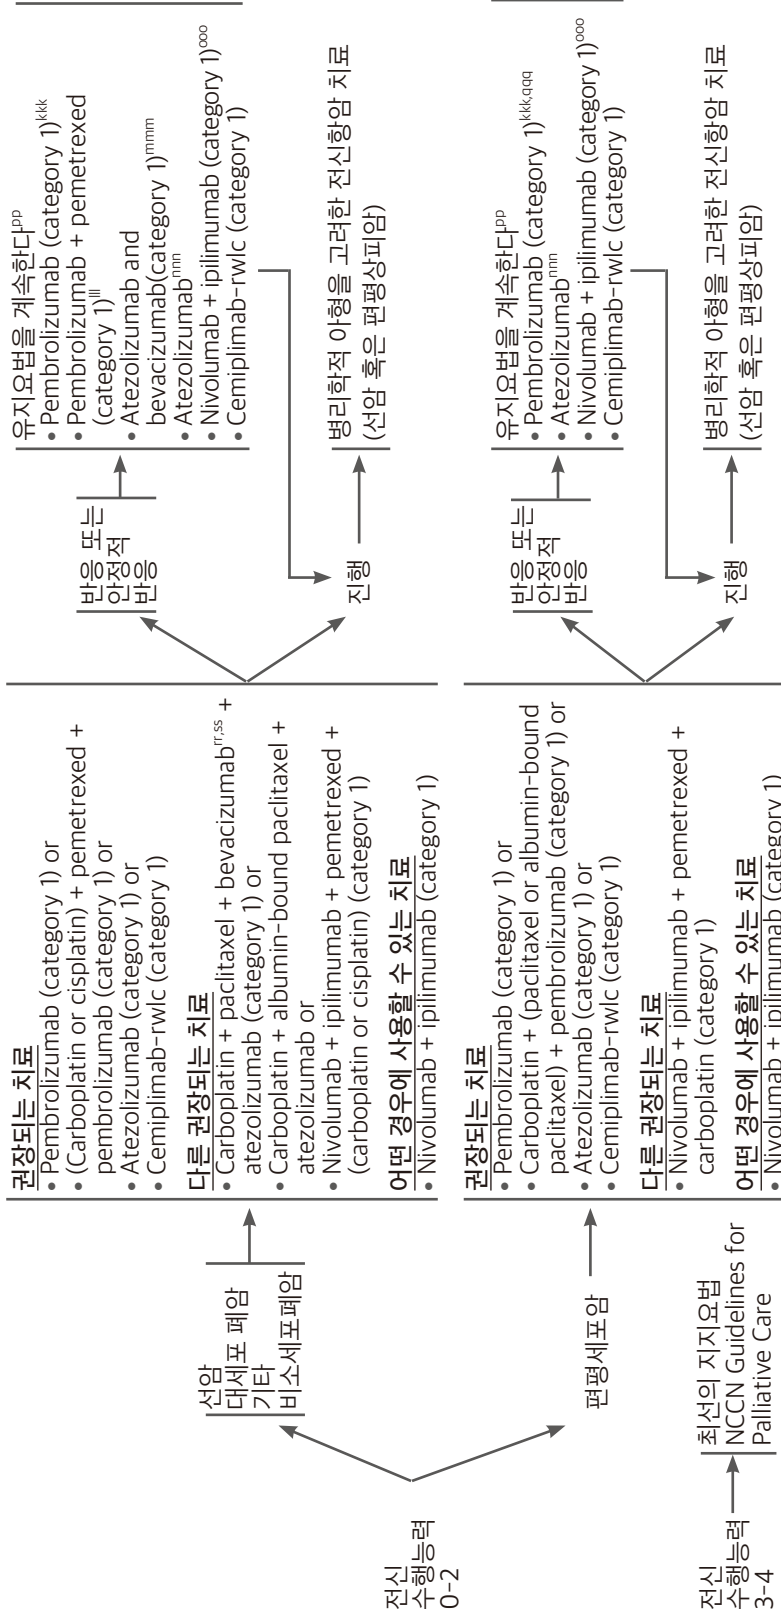 전신
수행능력
0-2
선암
대세포 폐암
기타
비소세포폐암
권장되는 치료
• Pembrolizumab (category 1) or
• (Carboplatin or cisplatin) + pemetrexed +
pembrolizumab (category 1) or
• Atezolizumab (category 1) or
• Cemiplimab-rwlc (category 1)
다른 권장되는 치료
• Carboplatin + paclitaxel + bevacizumab^rr,ss +
atezolizumab (category 1) or
• Carboplatin + albumin-bound paclitaxel +
atezolizumab or
• Nivolumab + ipilimumab + pemetrexed +
(carboplatin or cisplatin) (category 1)
어떤 경우에 사용할 수 있는 치료
• Nivolumab + ipilimumab (category 1)
반응 또는
안정적
반응
유지요법을 계속한다^pp
• Pembrolizumab (category 1)^kkk
• Pembrolizumab + pemetrexed
(category 1)^lll
• Atezolizumab and
bevacizumab(category 1)^mmm
• Atezolizumab^nnn
• Nivolumab + ipilimumab (category 1)^ooo
• Cemiplimab-rwlc (category 1)
진행
병리학적 아형을 고려한 전신항암 치료
(선암 혹은 편평상피암)
편평세포암
권장되는 치료
• Pembrolizumab (category 1) or
• Carboplatin + (paclitaxel or albumin-bound
paclitaxel) + pembrolizumab (category 1) or
• Atezolizumab (category 1) or
• Cemiplimab-rwlc (category 1)
다른 권장되는 치료
• Nivolumab + ipilimumab + pemetrexed +
carboplatin (category 1)
어떤 경우에 사용할 수 있는 치료
• Nivolumab + ipilimumab (category 1)
반응 또는
안정적
반응
유지요법을 계속한다^pp
• Pembrolizumab (category 1)^kkk,qqq
• Atezolizumab^nnn
• Nivolumab + ipilimumab (category 1)^ooo
• Cemiplimab-rwlc (category 1)
진행
병리학적 아형을 고려한 전신항암 치료
(선암 혹은 편평상피암)
전신
수행능력
3-4
최선의 지지요법
NCCN Guidelines for
Palliative Care